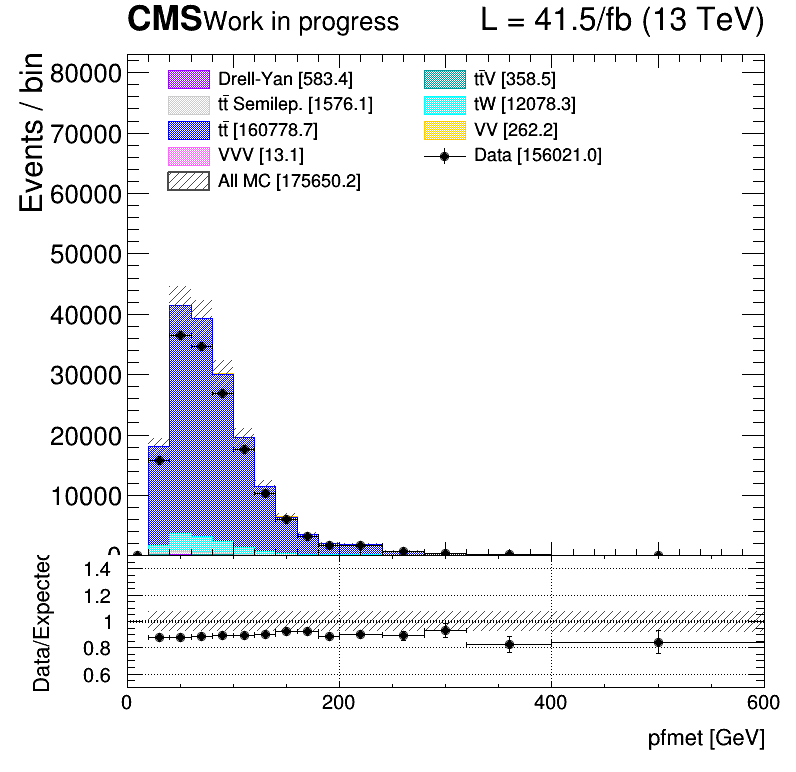 CMS Work in progress L = 41.5/fb (13 TeV)
Events / bin
80000
70000
60000
50000
40000
30000
20000
10000
0
Drell-Yan [583.4]
tt̄ Semilep. [1576.1]
tt̄ [160778.7]
VVV [13.1]
All MC [175650.2]
tt̄V [358.5]
tW [12078.3]
VV [262.2]
Data [156021.0]
Data/Expected
1.4
1.2
1
0.8
0.6
0 200 400 600
pfmet [GeV]